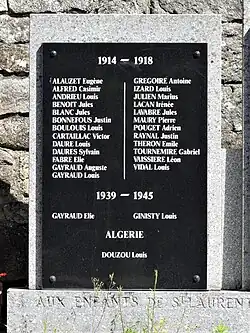 1914 - 1918
ALAUZET Eugène
ALFRED Casimir
ANDRIEU Louis
BENOIT Jules
BLANC Jules
BONNEFOUS Justin
BOULOUIS Louis
CARTAILLAC Victor
DAURE Louis
DAURES Sylvain
FABRE Elie
GAYRAUD Auguste
GAYRAUD Louis
GREGOIRE Antoine
IZARD Louis
JULIEN Marius
LACAN Irénée
LAVABRE Jules
MAURY Pierre
POUGET Adrien
RAYNAL Justin
THERON Emile
TOURNEMIRE Gabriel
VAISSIERE Léon
VIDAL Louis
1939 - 1945
GAYRAUD Elie
GINISTY Louis
ALGERIE
DOUZOU Louis
AUX ENFANTS DE ST LAUREN